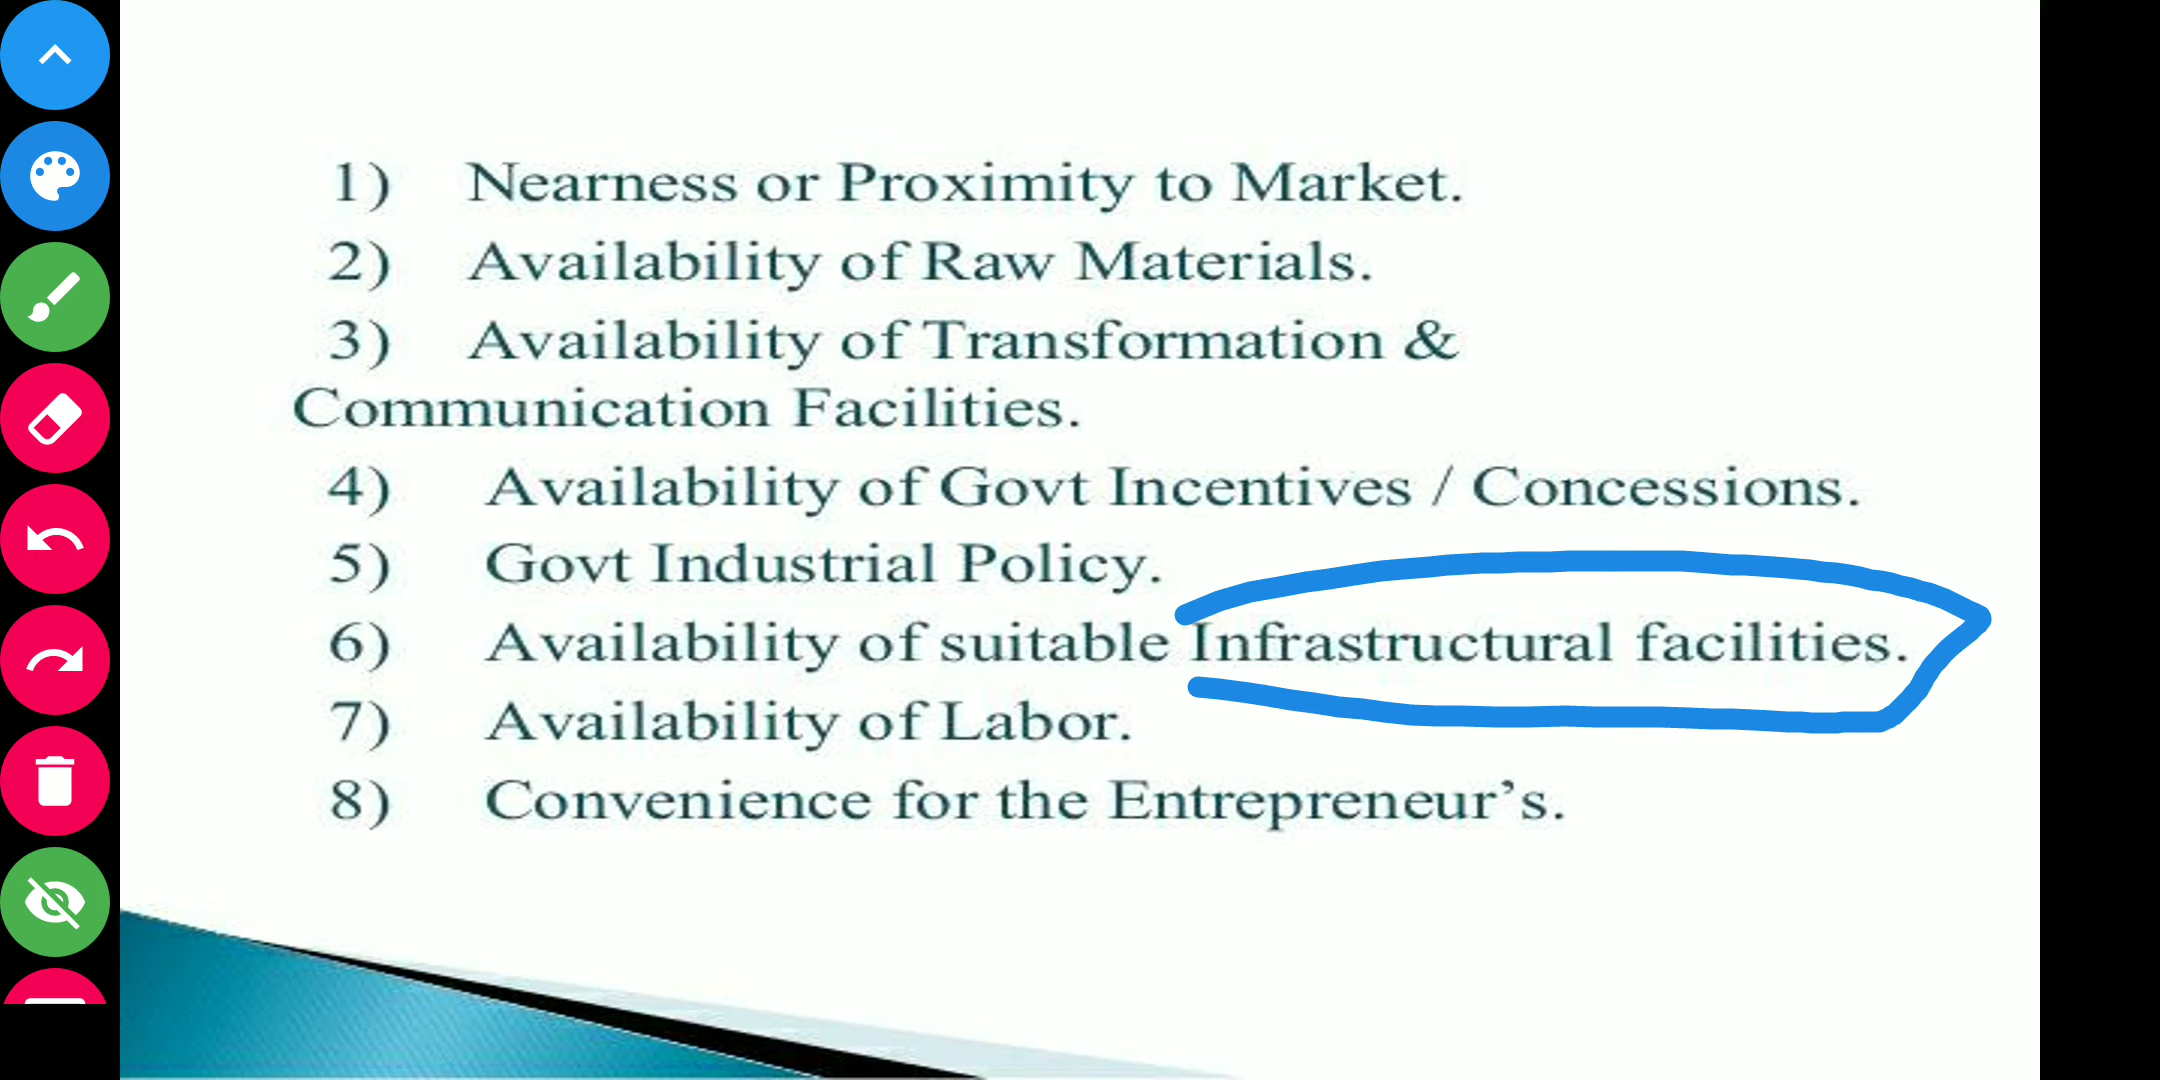 1) Nearness or Proximity to Market.
2) Availability of Raw Materials.
3) Availability of Transformation &
Communication Facilities.
4) Availability of Govt Incentives / Concessions.
5) Govt Industrial Policy.
6) Availability of suitable Infrastructural facilities.
7) Availability of Labor.
8) Convenience for the Entrepreneur’s.